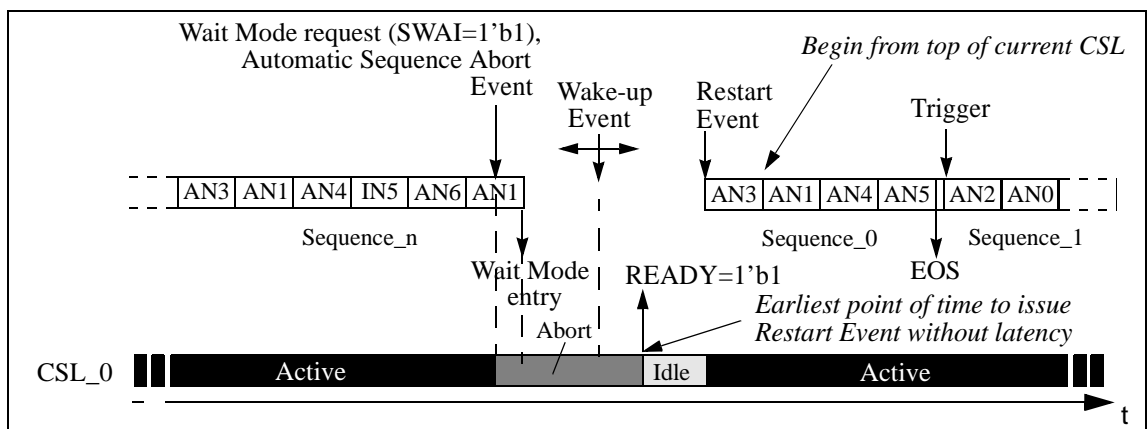 Wait Mode request (SWAI=1'b1),
Automatic Sequence Abort
Event
Begin from top of current CSL
Wake-up
Event
Restart
Event
Trigger
AN3 AN1 AN4 IN5 AN6 AN1
AN3 AN1 AN4 AN5 AN2 AN0
Sequence_n
Sequence_0
Sequence_1
EOS
Wait Mode
entry
READY=1'b1
Earliest point of time to issue
Restart Event without latency
Abort
CSL_0
Active
Idle
Active
t